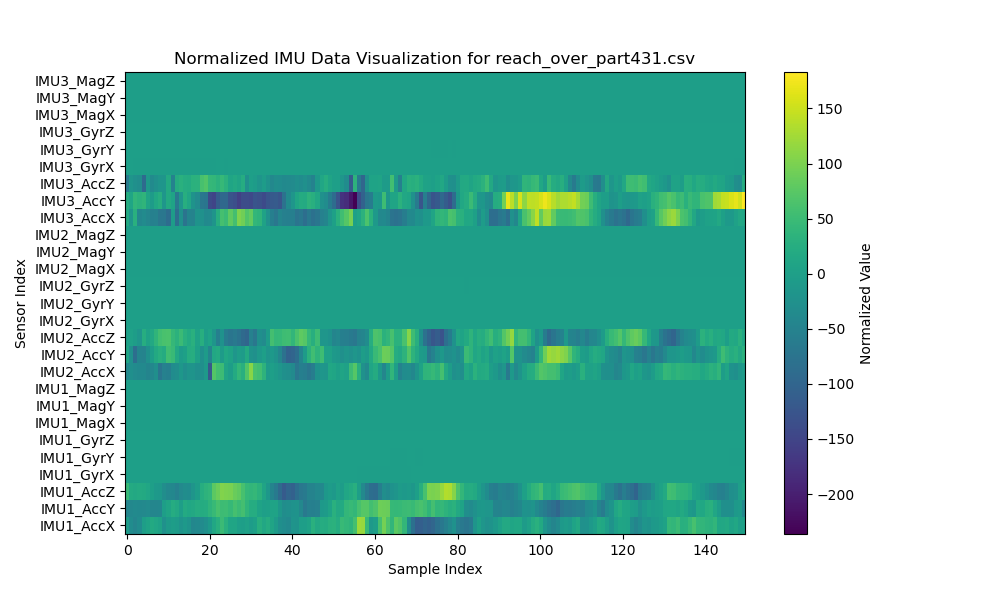 Normalized IMU Data Visualization for reach_over_part431.csv
IMU3_MagZ
IMU3_MagY
IMU3_MagX
IMU3_GyrZ
IMU3_GyrY
IMU3_GyrX
IMU3_AccZ
IMU3_AccY
IMU3_AccX
IMU2_MagZ
IMU2_MagY
IMU2_MagX
IMU2_GyrZ
IMU2_GyrY
IMU2_GyrX
IMU2_AccZ
IMU2_AccY
IMU2_AccX
IMU1_MagZ
IMU1_MagY
IMU1_MagX
IMU1_GyrZ
IMU1_GyrY
IMU1_GyrX
IMU1_AccZ
IMU1_AccY
IMU1_AccX
Sensor Index
0 20 40 60 80 100 120 140
Sample Index
150
100
50
0
−50
−100
−150
−200
Normalized Value